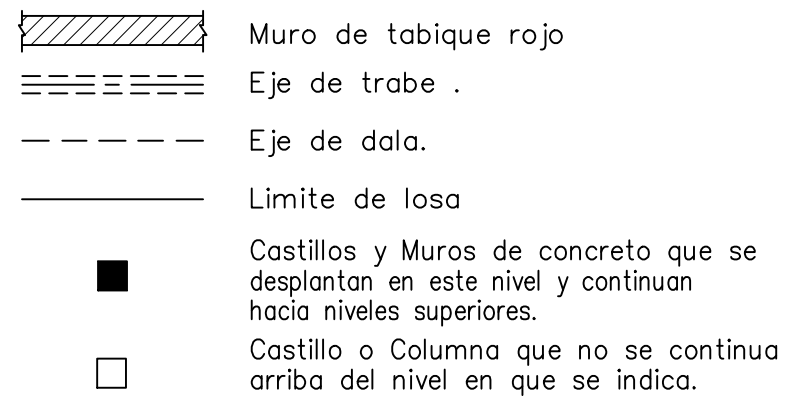 Muro de tabique rojo
Eje de trabe .
Eje de dala.
Limite de losa
Castillos y Muros de concreto que se
desplantan en este nivel y continuan
hacia niveles superiores.
Castillo o Columna que no se continua
arriba del nivel en que se indica.